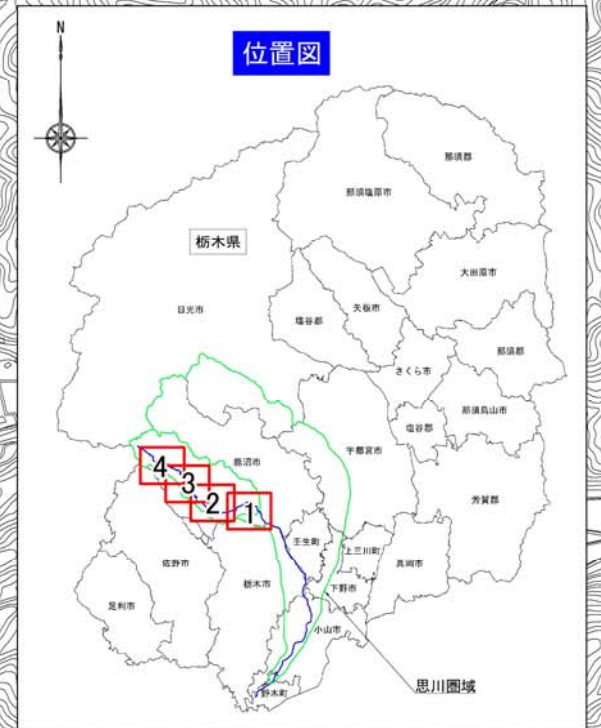 N
位置図
那須郡
那須塩原市
栃木県
大田原市
日光市
塩谷郡
矢板市
那須郡
さくら市
那須烏山市
塩谷郡
宇都宮市
鹿沼市
4
3
2
1
芳賀郡
壬生町
上三川町
真岡市
佐野市
栃木市
下野市
足利市
小山市
野木町
思川圏域